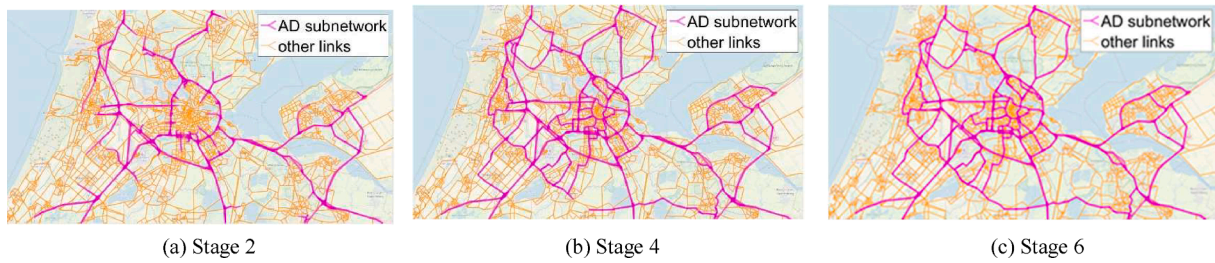 AD subnetwork
other links
AD subnetwork
other links
AD subnetwork
other links
(a) Stage 2
(b) Stage 4
(c) Stage 6